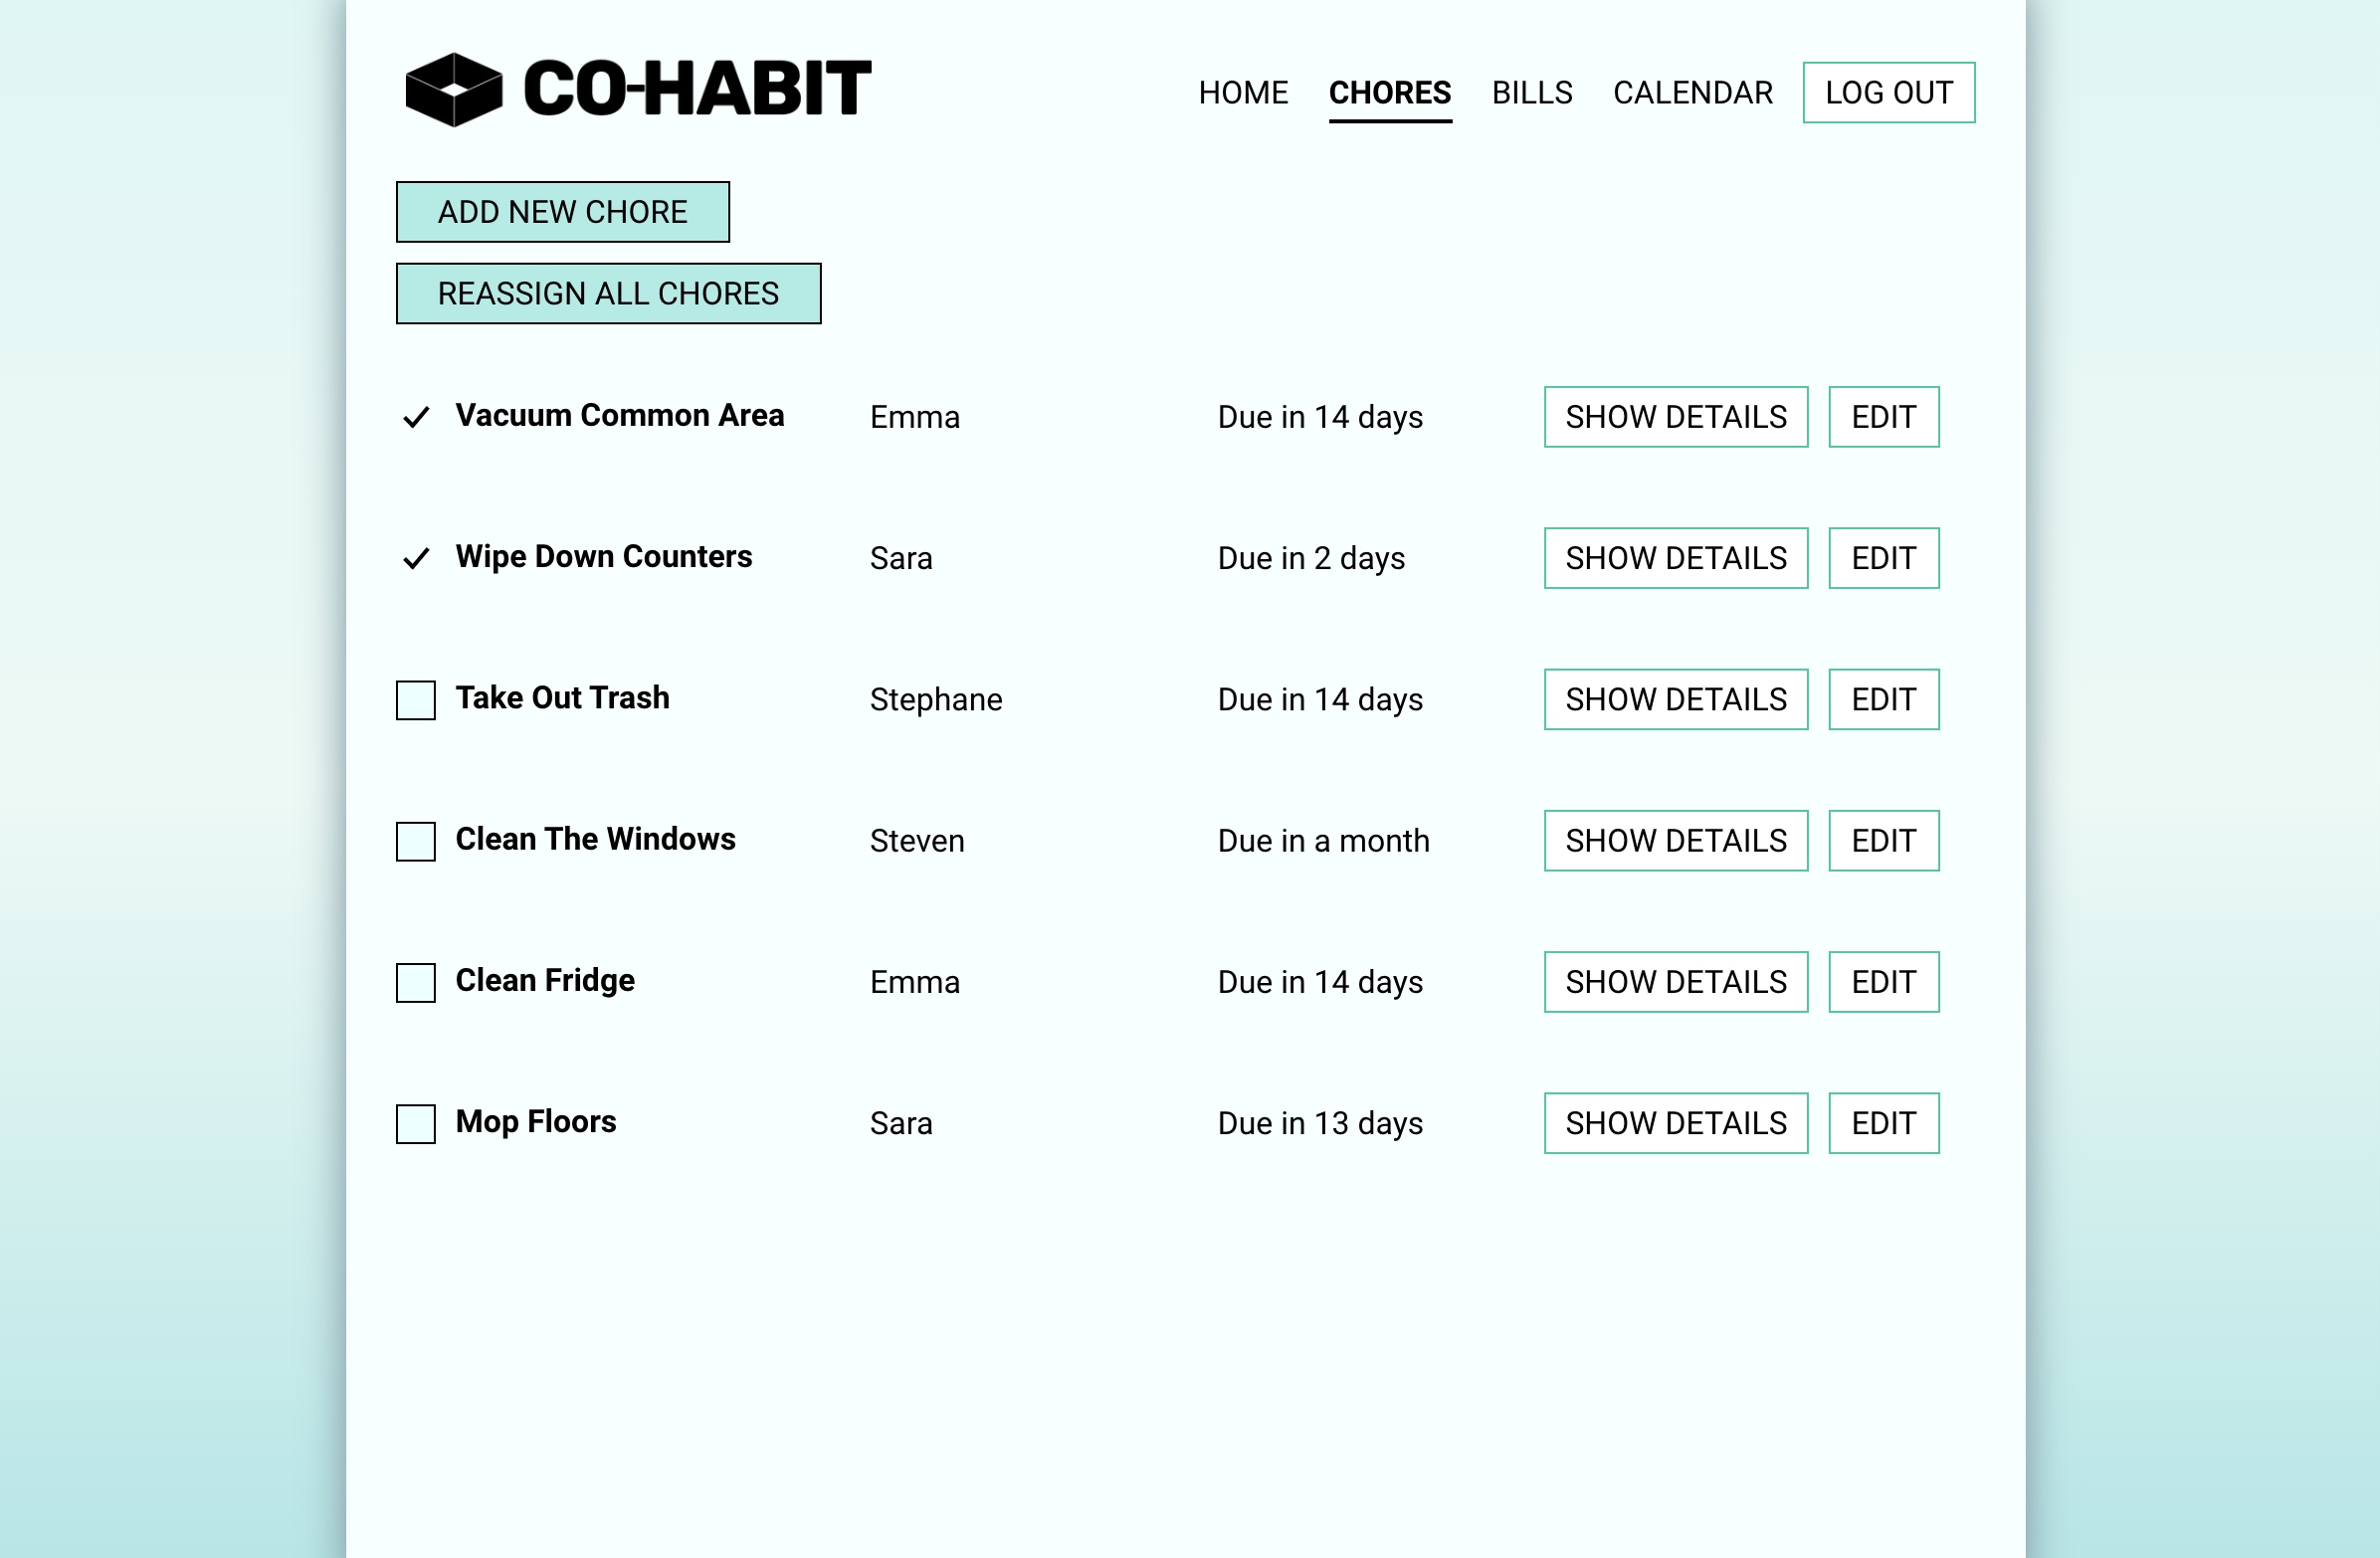 CO-HABIT
HOME CHORES BILLS CALENDAR LOG OUT
ADD NEW CHORE
REASSIGN ALL CHORES
Vacuum Common Area Emma Due in 14 days SHOW DETAILS EDIT
Wipe Down Counters Sara Due in 2 days SHOW DETAILS EDIT
Take Out Trash Stephane Due in 14 days SHOW DETAILS EDIT
Clean The Windows Steven Due in a month SHOW DETAILS EDIT
Clean Fridge Emma Due in 14 days SHOW DETAILS EDIT
Mop Floors Sara Due in 13 days SHOW DETAILS EDIT